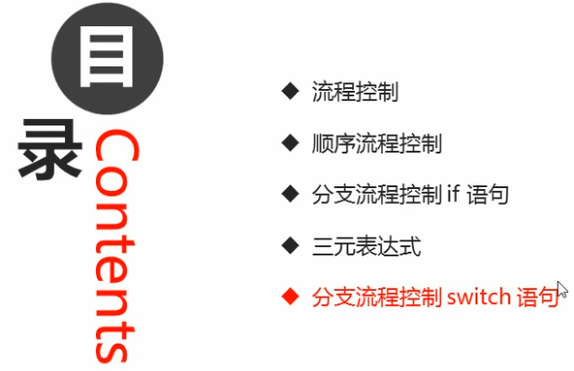 目录
Contents
流程控制
顺序流程控制
分支流程控制 if 语句
三元表达式
分支流程控制 switch 语句